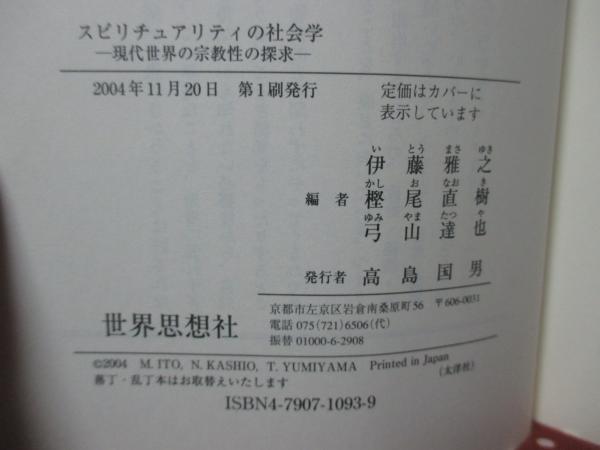 スピリチュアリティの社会学
―現代世界の宗教性の探求―
2004年11月20日　第1刷発行
定価はカバーに
表示しています
い　とう　まさ　ゆき
伊　藤　雅　之
かし　お　なお　き
編　者　樫　尾　直　樹
ゆみ　やま　たつ　や
弓　山　達　也
発行者　高　島　国　男
世界思想社
京都市左京区岩倉南桑原町56　〒606-0031
電話 075(721)6506(代)
振替 01000-6-2908
©2004　M. ITO, N. KASHIO, T. YUMIYAMA　Printed in Japan
(太洋社)
落丁・乱丁本はお取替えいたします
ISBN4-7907-1093-9